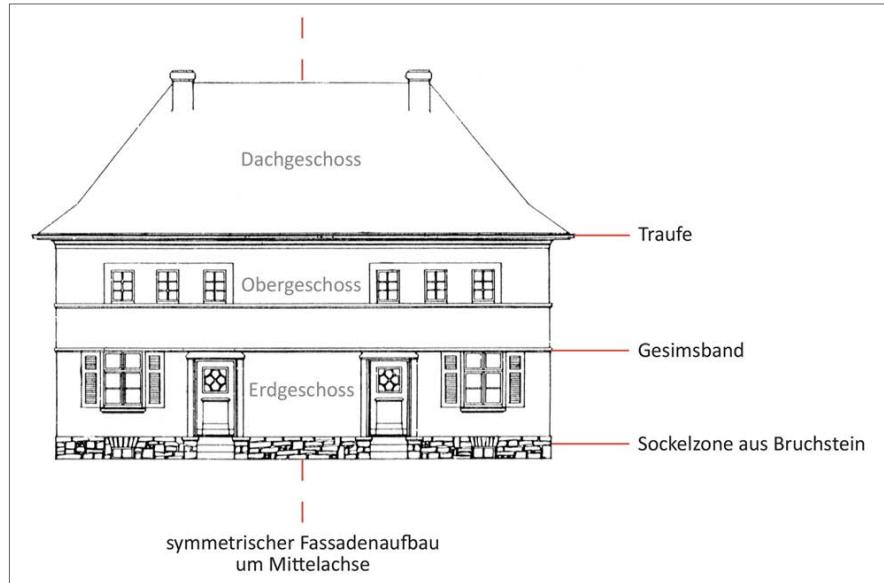 Dachgeschoss
Traufe
Obergeschoss
Gesimsband
Erdgeschoss
Sockelzone aus Bruchstein
symmetrischer Fassadenaufbau
um Mittelachse